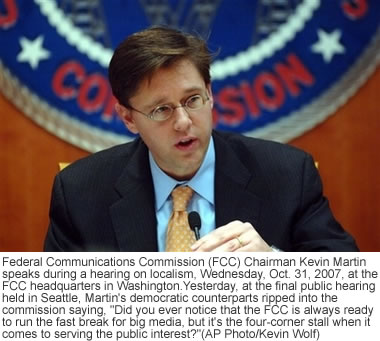 COMMISSION
Federal Communications Commission (FCC) Chairman Kevin Martin
speaks during a hearing on localism, Wednesday, Oct. 31, 2007, at the
FCC headquarters in Washington.Yesterday, at the final public hearing
held in Seattle, Martin's democratic counterparts ripped into the
commission saying, "Did you ever notice that the FCC is always ready
to run the fast break for big media, but it's the four-corner stall when it
comes to serving the public interest?"(AP Photo/Kevin Wolf)